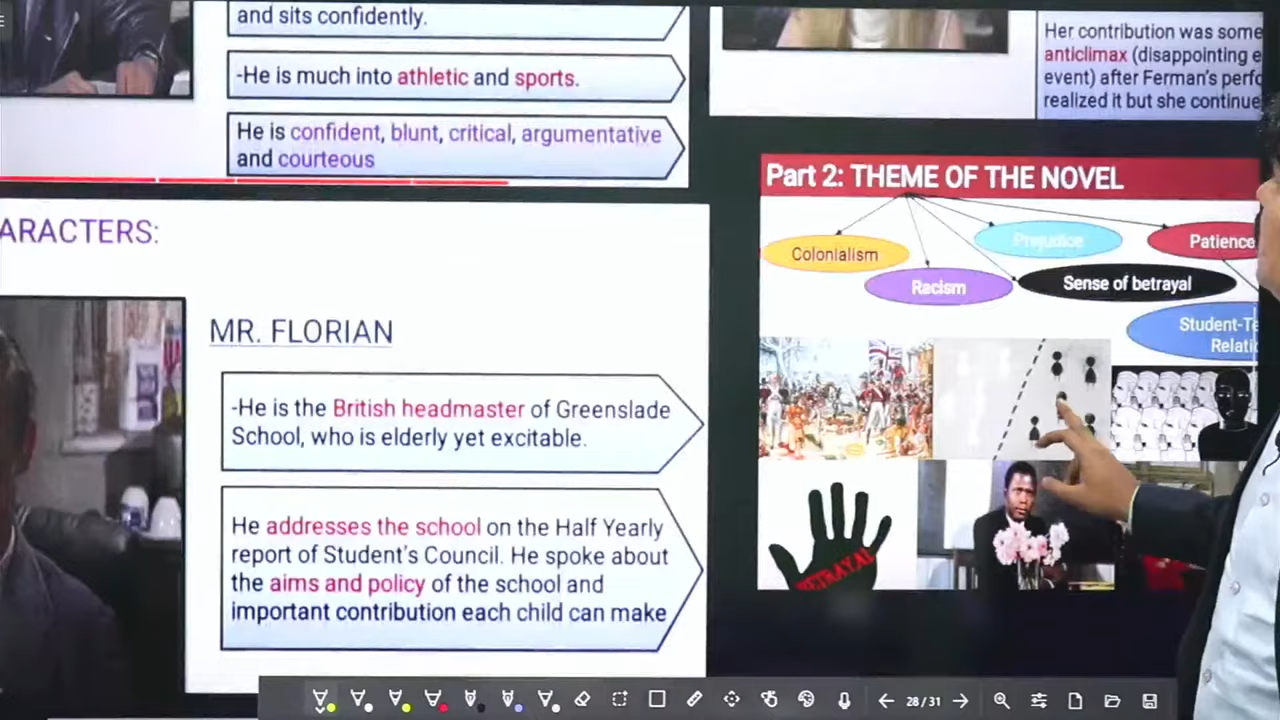 and sits confidently.
-He is much into athletic and sports.
He is confident, blunt, critical, argumentative
and courteous
ARACTERS:
MR. FLORIAN
-He is the British headmaster of Greenslade
School, who is elderly yet excitable.
He addresses the school on the Half Yearly
report of Student's Council. He spoke about
the aims and policy of the school and
important contribution each child can make
Her contribution was some
anticlimax (disappointing e
event) after Ferman's perfo
realized it but she continue
Part 2: THEME OF THE NOVEL
Colonialism
Prejudice
Patience
Racism
Sense of betrayal
Student-Te
Relati
BETRAYAL
28/31